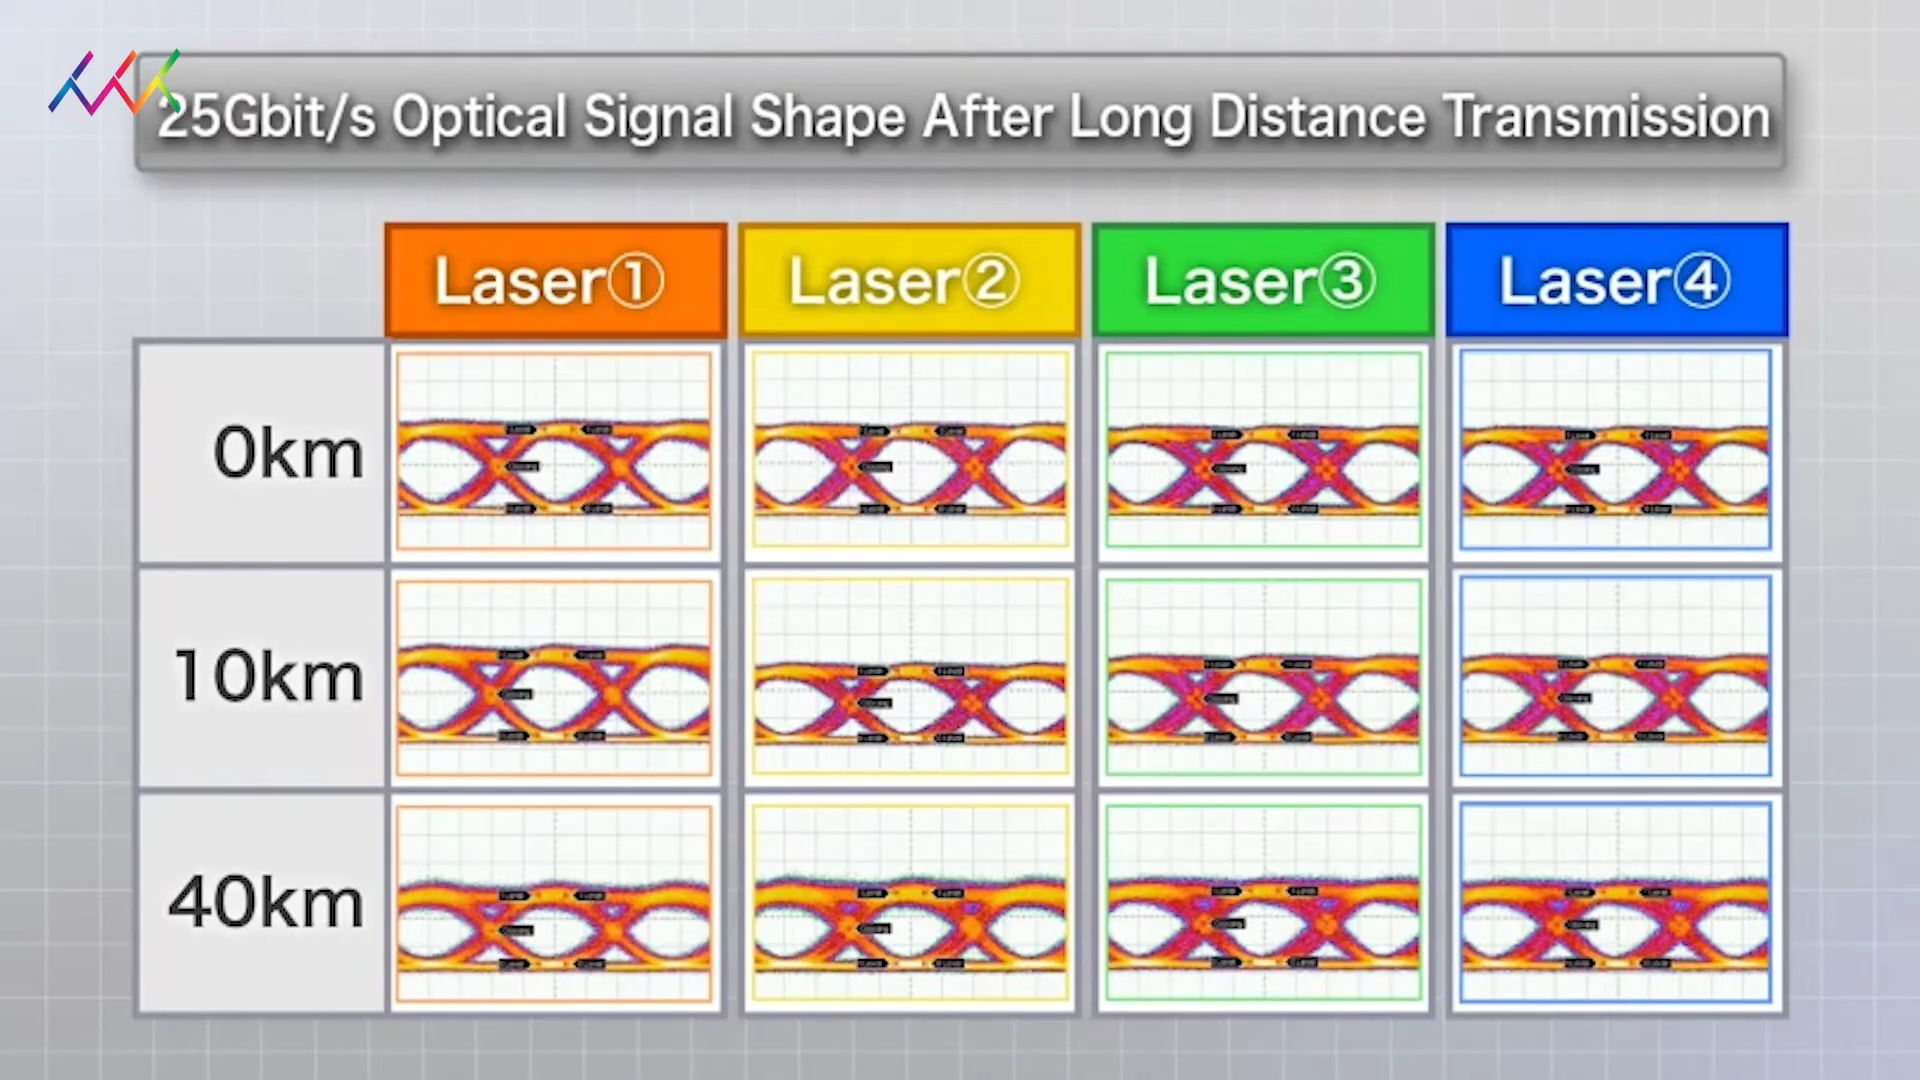 25Gbit/s Optical Signal Shape After Long Distance Transmission
Laser① Laser② Laser③ Laser④
0km
10km
40km